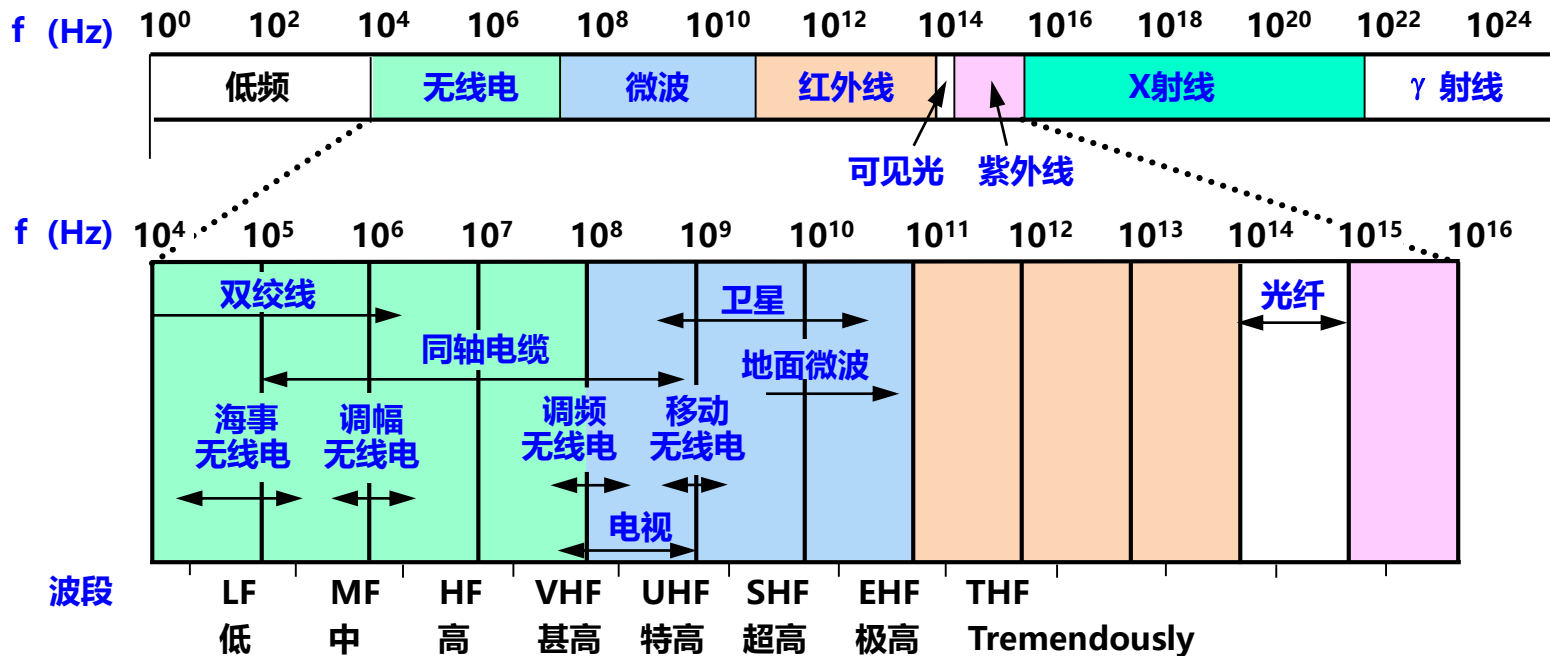 f (Hz) 10⁰ 10² 10⁴ 10⁶ 10⁸ 10¹⁰ 10¹² 10¹⁴ 10¹⁶ 10¹⁸ 10²⁰ 10²² 10²⁴
低频 无线电 微波 红外线 X射线 γ 射线
可见光 紫外线
f (Hz) 10⁴ 10⁵ 10⁶ 10⁷ 10⁸ 10⁹ 10¹⁰ 10¹¹ 10¹² 10¹³ 10¹⁴ 10¹⁵ 10¹⁶
双绞线 卫星 光纤
同轴电缆 地面微波
海事 调幅 调频 移动
无线电 无线电 无线电 无线电
电视
波段 LF MF HF VHF UHF SHF EHF THF
低 中 高 甚高 特高 超高 极高 Tremendously